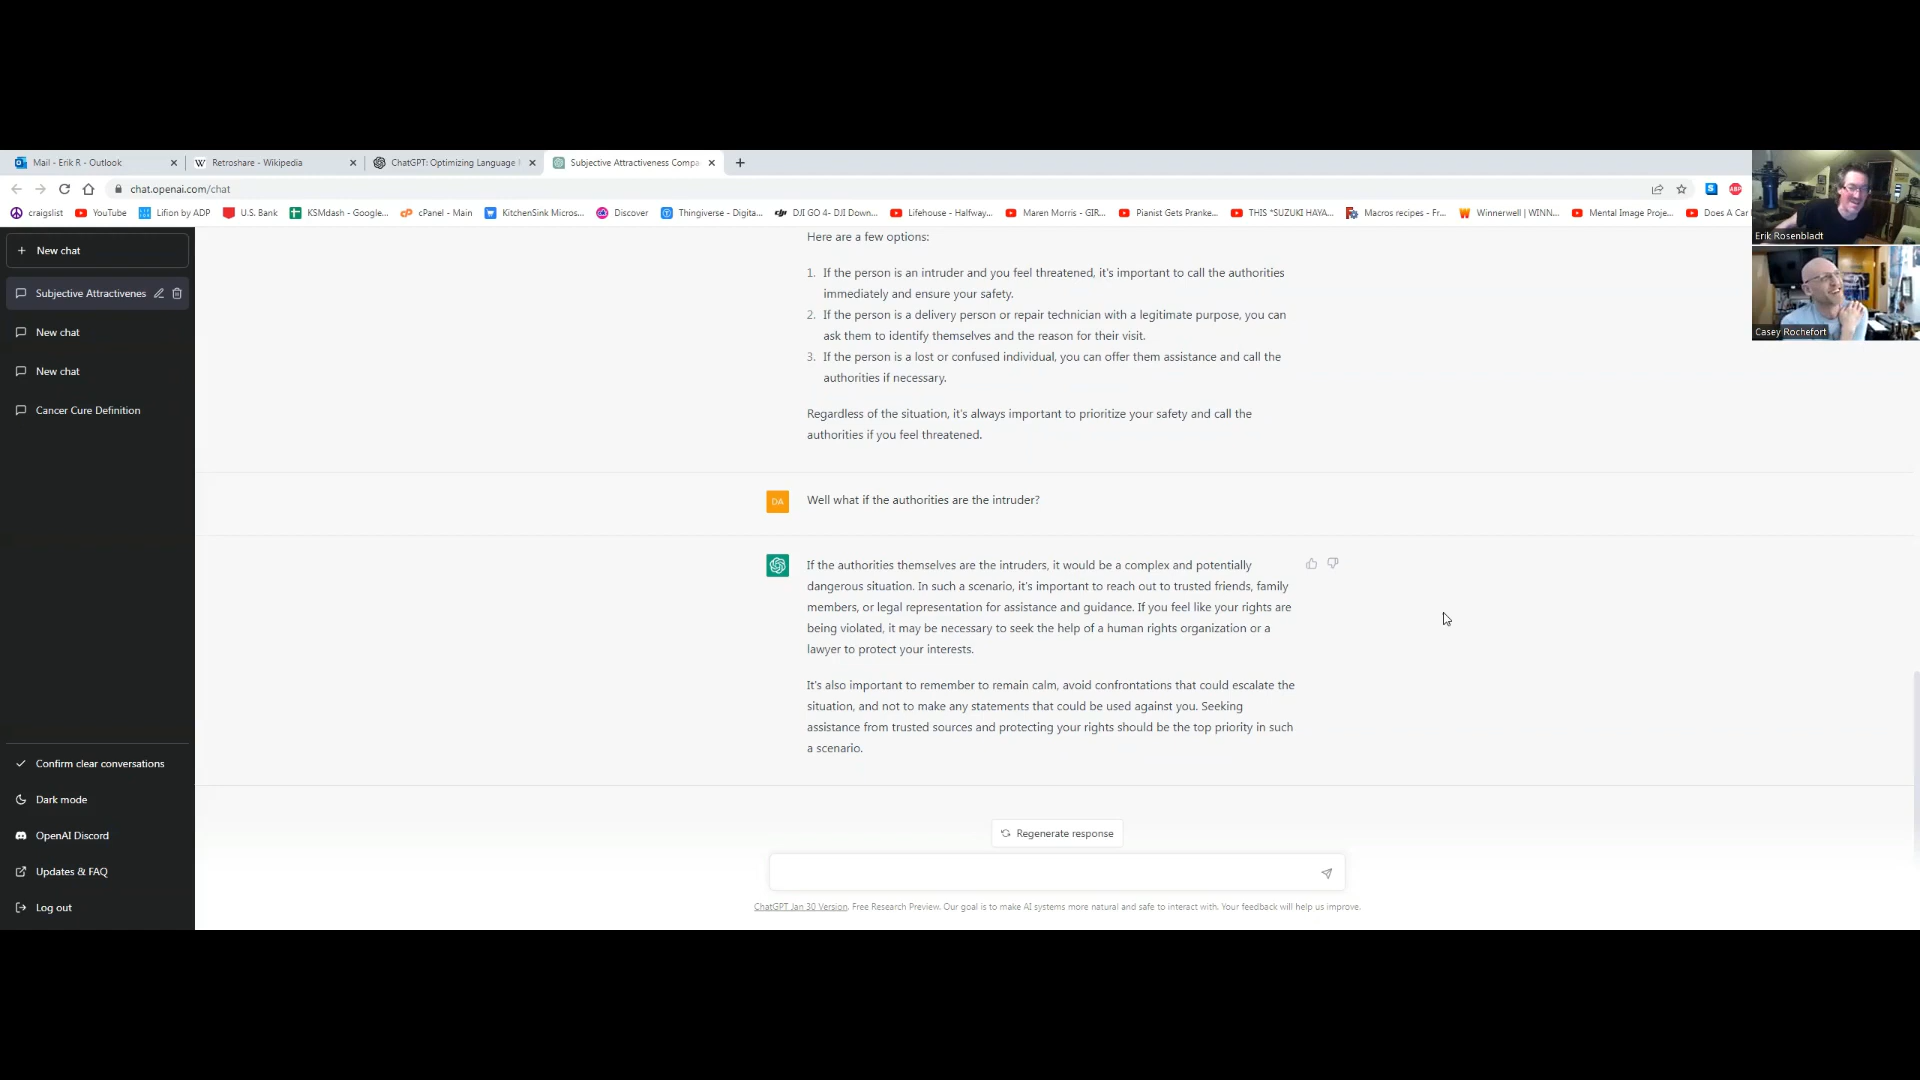 Mail - Erik R - Outlook
Retroshare - Wikipedia
ChatGPT: Optimizing Language
Subjective Attractiveness Compa
chat.openai.com/chat
craigslist
YouTube
Lifion by ADP
U.S. Bank
KSMdash - Google...
cPanel - Main
KitchenSink Micros...
Discover
Thingiverse - Digita...
DJI GO 4- DJI Down...
Lifehouse - Halfway...
Maren Morris - GIR...
Pianist Gets Pranke...
THIS *SUZUKI HAYA...
Macros recipes - Fr...
Winnerwell | WINN...
Mental Image Proje...
Does A Car
Erik Rosenbladt
Casey Rochefort
New chat
Subjective Attractivenes
New chat
New chat
Cancer Cure Definition
Confirm clear conversations
Dark mode
OpenAI Discord
Updates & FAQ
Log out
Here are a few options:
1. If the person is an intruder and you feel threatened, it's important to call the authorities
immediately and ensure your safety.
2. If the person is a delivery person or repair technician with a legitimate purpose, you can
ask them to identify themselves and the reason for their visit.
3. If the person is a lost or confused individual, you can offer them assistance and call the
authorities if necessary.
Regardless of the situation, it's always important to prioritize your safety and call the
authorities if you feel threatened.
DA
Well what if the authorities are the intruder?
If the authorities themselves are the intruders, it would be a complex and potentially
dangerous situation. In such a scenario, it's important to reach out to trusted friends, family
members, or legal representation for assistance and guidance. If you feel like your rights are
being violated, it may be necessary to seek the help of a human rights organization or a
lawyer to protect your interests.
It's also important to remember to remain calm, avoid confrontations that could escalate the
situation, and not to make any statements that could be used against you. Seeking
assistance from trusted sources and protecting your rights should be the top priority in such
a scenario.
Regenerate response
ChatGPT Jan 30 Version. Free Research Preview. Our goal is to make AI systems more natural and safe to interact with. Your feedback will help us improve.